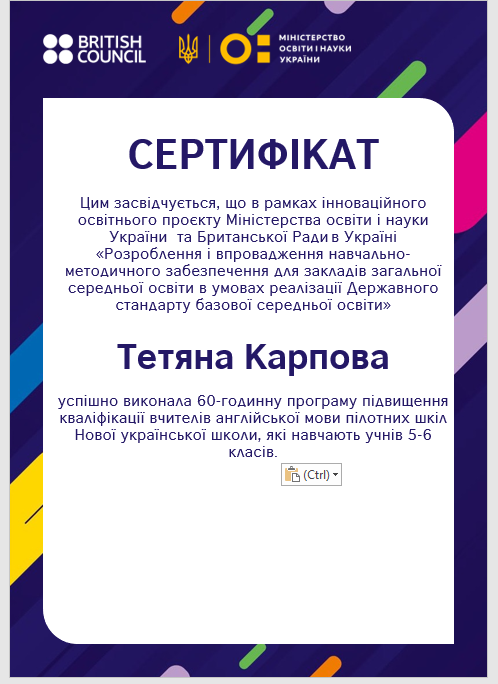 BRITISH
COUNCIL
МІНІСТЕРСТВО
ОСВІТИ І НАУКИ
УКРАЇНИ
СЕРТИФІКАТ
Цим засвідчується, що в рамках інноваційного
освітнього проєкту Міністерства освіти і науки
України та Британської Ради в Україні
«Розроблення і впровадження навчально-
методичного забезпечення для закладів загальної
середньої освіти в умовах реалізації Державного
стандарту базової середньої освіти»
Тетяна Карпова
успішно виконала 60-годинну програму підвищення
кваліфікації вчителів англійської мови пілотних шкіл
Нової української школи, які навчають учнів 5-6
класів.
(Ctrl)